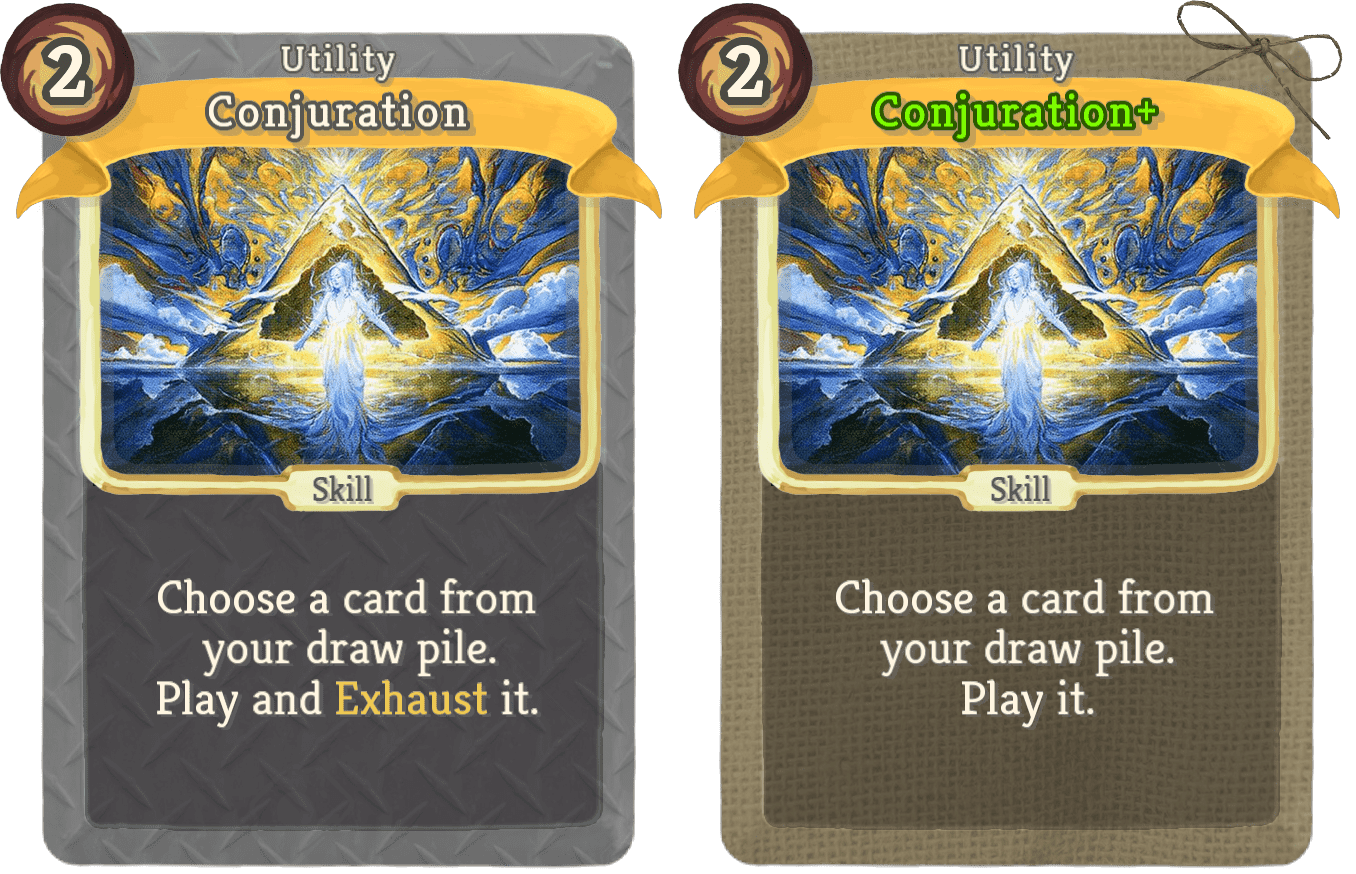 2
Utility
Conjuration
Skill
Choose a card from
your draw pile.
Play and Exhaust it.
2
Utility
Conjuration+
Skill
Choose a card from
your draw pile.
Play it.